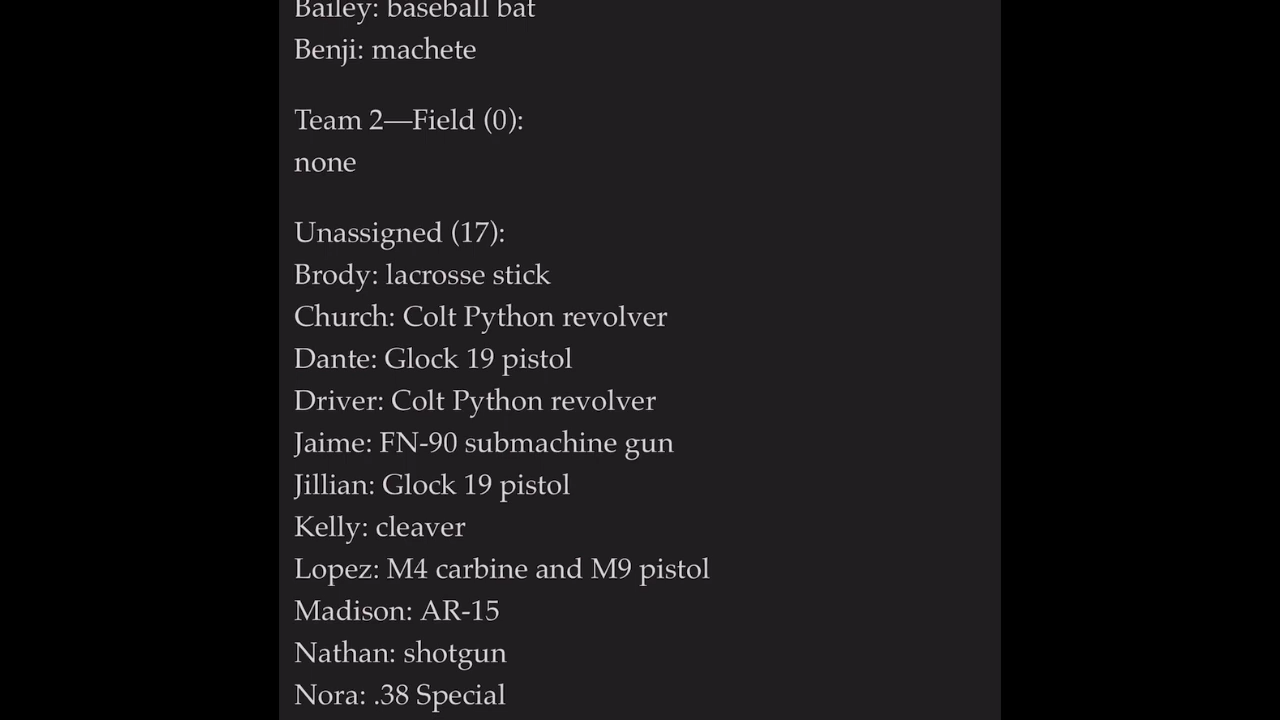 Bailey: baseball bat
Benji: machete
Team 2—Field (0):
none
Unassigned (17):
Brody: lacrosse stick
Church: Colt Python revolver
Dante: Glock 19 pistol
Driver: Colt Python revolver
Jaime: FN-90 submachine gun
Jillian: Glock 19 pistol
Kelly: cleaver
Lopez: M4 carbine and M9 pistol
Madison: AR-15
Nathan: shotgun
Nora: .38 Special